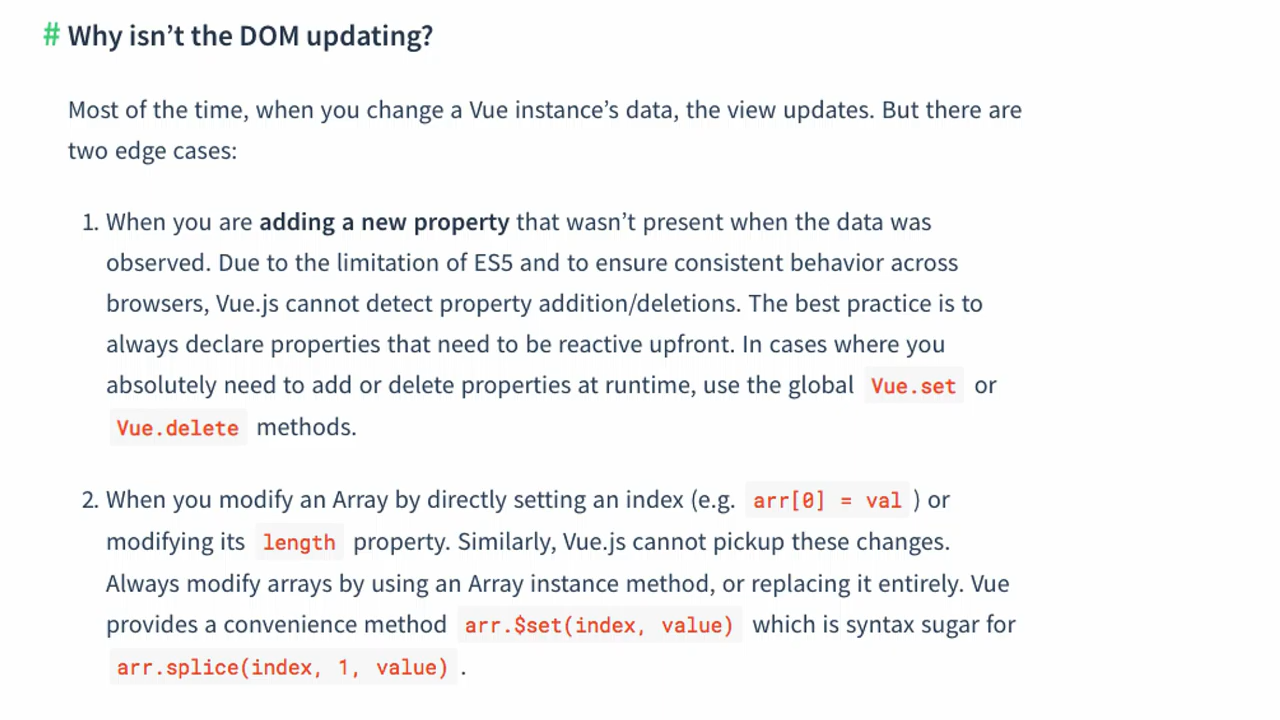 # Why isn’t the DOM updating?
Most of the time, when you change a Vue instance’s data, the view updates. But there are
two edge cases:
1. When you are adding a new property that wasn’t present when the data was
observed. Due to the limitation of ES5 and to ensure consistent behavior across
browsers, Vue.js cannot detect property addition/deletions. The best practice is to
always declare properties that need to be reactive upfront. In cases where you
absolutely need to add or delete properties at runtime, use the global Vue.set or
Vue.delete methods.
2. When you modify an Array by directly setting an index (e.g. arr[0] = val ) or
modifying its length property. Similarly, Vue.js cannot pickup these changes.
Always modify arrays by using an Array instance method, or replacing it entirely. Vue
provides a convenience method arr.$set(index, value) which is syntax sugar for
arr.splice(index, 1, value) .